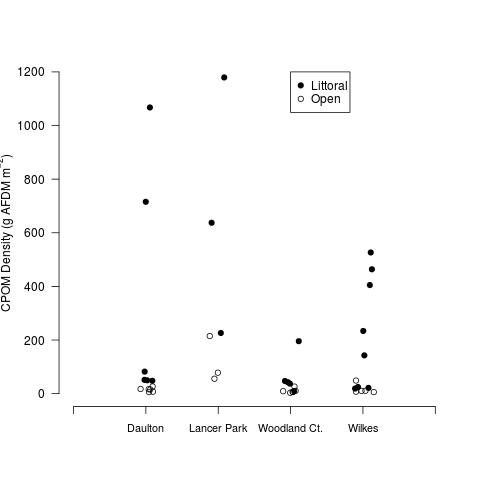 1200
1000
800
600
400
200
0
CPOM Density (g AFDM m⁻²)
Littoral
Open
Daulton Lancer Park Woodland Ct. Wilkes